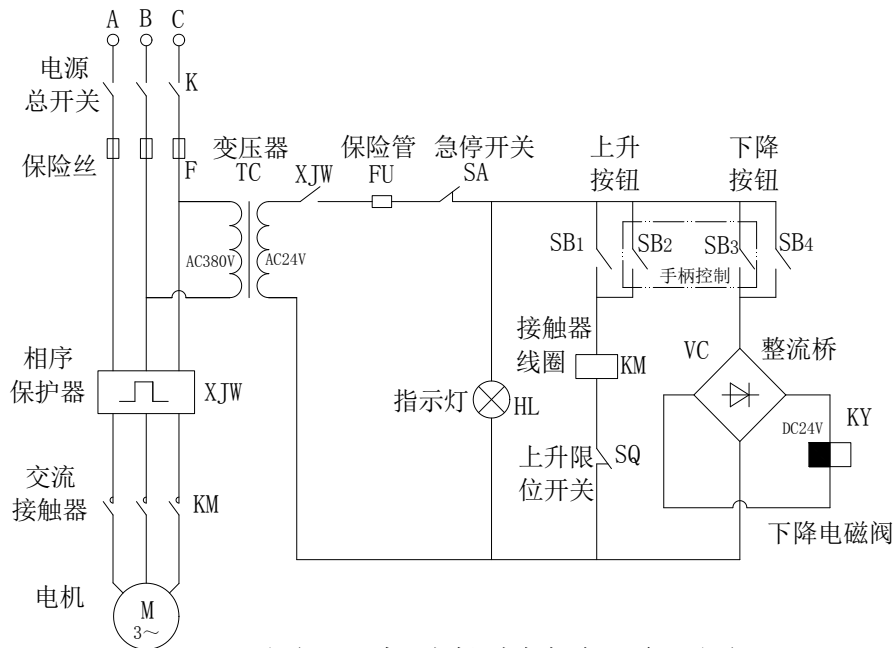 A B C
电源
总开关
K
保险丝
F
变压器
TC
XJW
保险管
FU
急停开关
SA
上升
按钮
下降
按钮
SB1
SB2
SB3
SB4
手柄控制
AC380V
AC24V
相序
保护器
XJW
指示灯
HL
接触器
线圈
KM
VC
整流桥
DC24V
KY
上升限
位开关
SQ
下降电磁阀
交流
接触器
KM
电机
M
3～